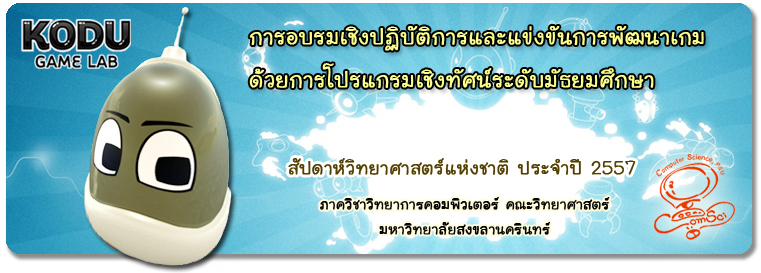 KODU
GAME LAB
การอบรมเชิงปฏิบัติการและแข่งขันการพัฒนาเกม
ด้วยการโปรแกรมเชิงทัศน์ระดับมัธยมศึกษา
สัปดาห์วิทยาศาสตร์แห่งชาติ ประจำปี 2557
ภาควิชาวิทยาการคอมพิวเตอร์ คณะวิทยาศาสตร์
มหาวิทยาลัยสงขลานครินทร์
Computer Science, PSU
ComSci